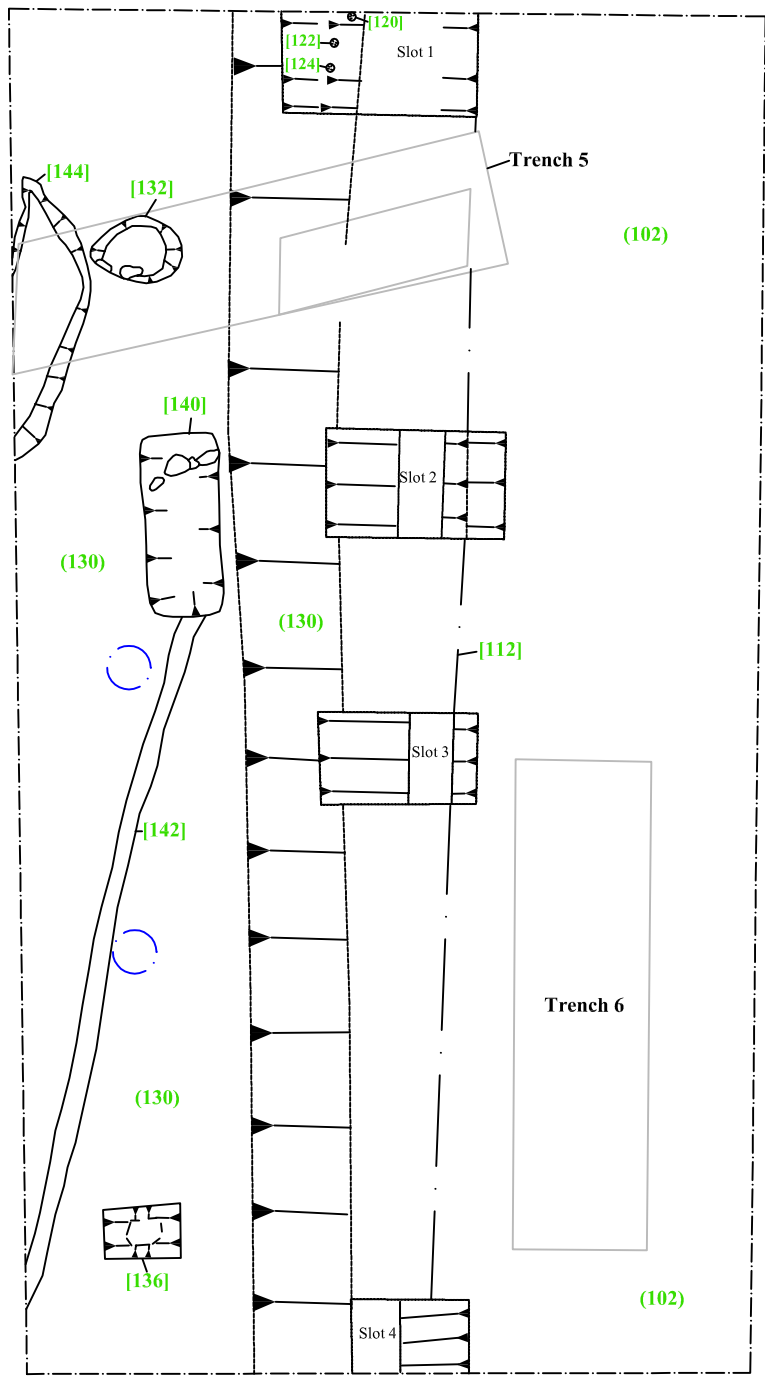 [120]
[122]
Slot 1
[124]
Trench 5
[144]
[132]
(102)
[140]
Slot 2
(130)
(130)
[112]
Slot 3
[142]
Trench 6
(130)
[136]
(102)
Slot 4